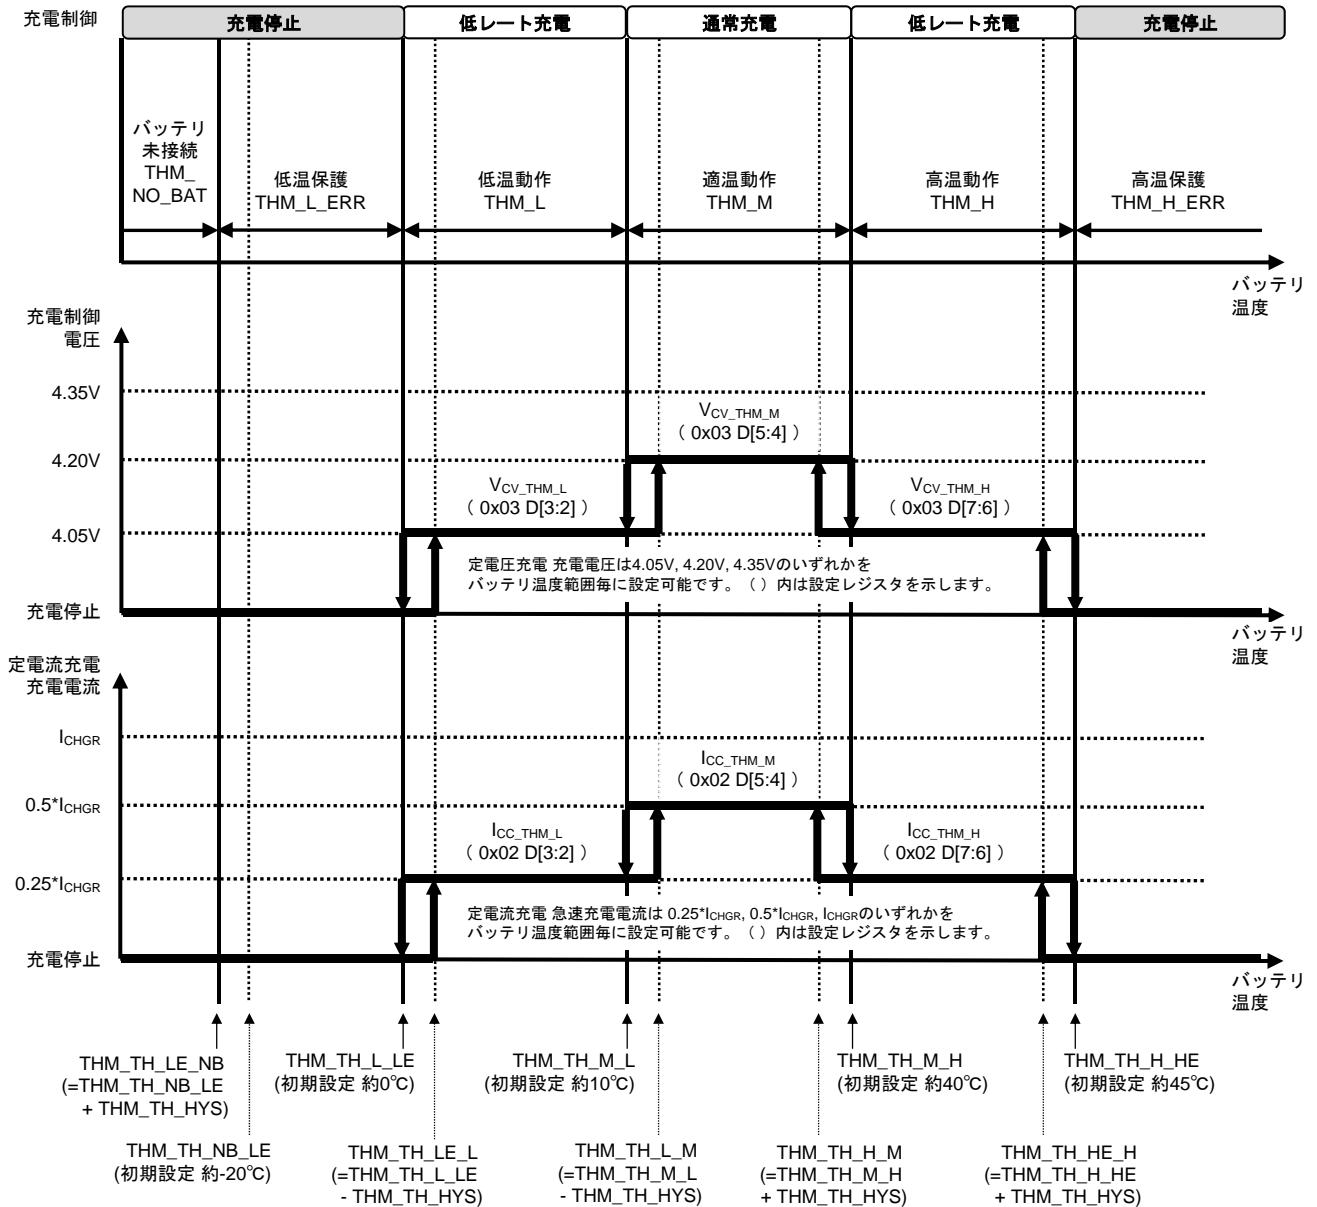 充電制御
充電停止
低レート充電
通常充電
低レート充電
充電停止
バッテリ
未接続
THM_
NO_BAT
低温保護
THM_L_ERR
低温動作
THM_L
適温動作
THM_M
高温動作
THM_H
高温保護
THM_H_ERR
バッテリ
温度
充電制御
電圧
4.35V
4.20V
4.05V
充電停止
VCV_THM_M
（ 0x03 D[5:4] ）
VCV_THM_L
（ 0x03 D[3:2] ）
VCV_THM_H
（ 0x03 D[7:6] ）
定電圧充電 充電電圧は4.05V, 4.20V, 4.35Vのいずれかを
バッテリ温度範囲毎に設定可能です。（ ）内は設定レジスタを示します。
バッテリ
温度
定電流充電
充電電流
ICHGR
0.5*ICHGR
0.25*ICHGR
充電停止
ICC_THM_M
（ 0x02 D[5:4] ）
ICC_THM_L
（ 0x02 D[3:2] ）
ICC_THM_H
（ 0x02 D[7:6] ）
定電流充電 急速充電電流は 0.25*ICHGR, 0.5*ICHGR, ICHGRのいずれかを
バッテリ温度範囲毎に設定可能です。（ ）内は設定レジスタを示します。
バッテリ
温度
THM_TH_LE_NB
(=THM_TH_NB_LE
+ THM_TH_HYS)
THM_TH_L_LE
(初期設定 約0℃)
THM_TH_M_L
(初期設定 約10℃)
THM_TH_M_H
(初期設定 約40℃)
THM_TH_H_HE
(初期設定 約45℃)
THM_TH_NB_LE
(初期設定 約-20℃)
THM_TH_LE_L
(=THM_TH_L_LE
- THM_TH_HYS)
THM_TH_L_M
(=THM_TH_M_L
- THM_TH_HYS)
THM_TH_H_M
(=THM_TH_M_H
+ THM_TH_HYS)
THM_TH_HE_H
(=THM_TH_H_HE
+ THM_TH_HYS)